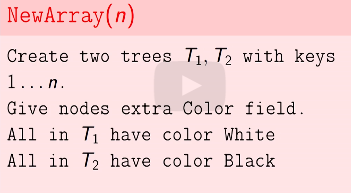 NewArray(n)
Create two trees T₁, T₂ with keys
1...n.
Give nodes extra Color field.
All in T₁ have color White
All in T₂ have color Black